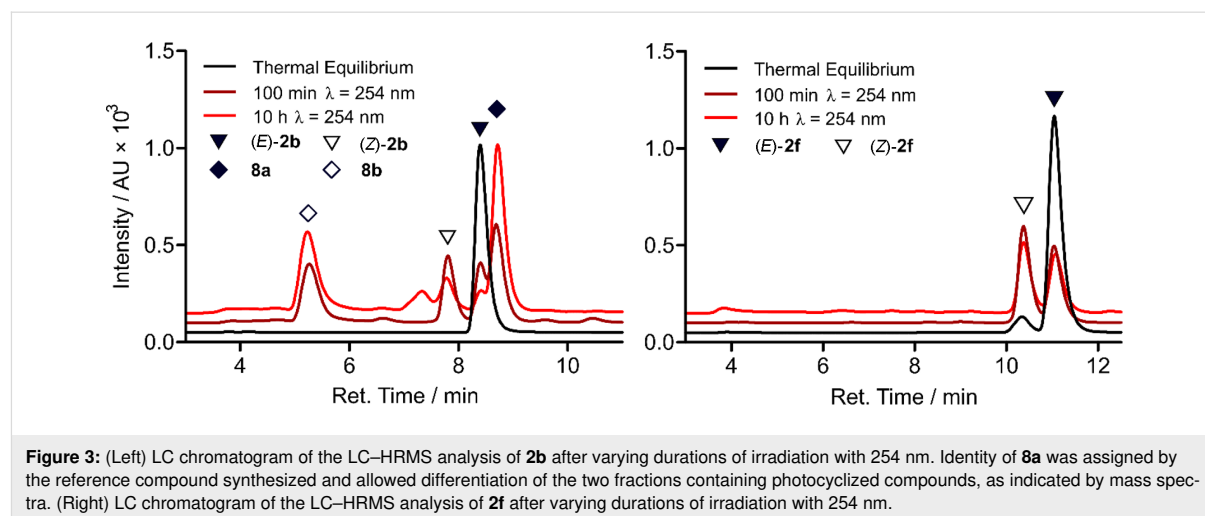 1.5
1.0
0.5
0.0
Intensity / AU × 10³
Thermal Equilibrium
100 min λ = 254 nm
10 h λ = 254 nm
(E)-2b (Z)-2b
8a 8b
4 6 8 10
Ret. Time / min
1.5
1.0
0.5
0.0
Thermal Equilibrium
100 min λ = 254 nm
10 h λ = 254 nm
(E)-2f (Z)-2f
4 6 8 10 12
Ret. Time / min
Figure 3: (Left) LC chromatogram of the LC–HRMS analysis of 2b after varying durations of irradiation with 254 nm. Identity of 8a was assigned by
the reference compound synthesized and allowed differentiation of the two fractions containing photocyclized compounds, as indicated by mass spec-
tra. (Right) LC chromatogram of the LC–HRMS analysis of 2f after varying durations of irradiation with 254 nm.